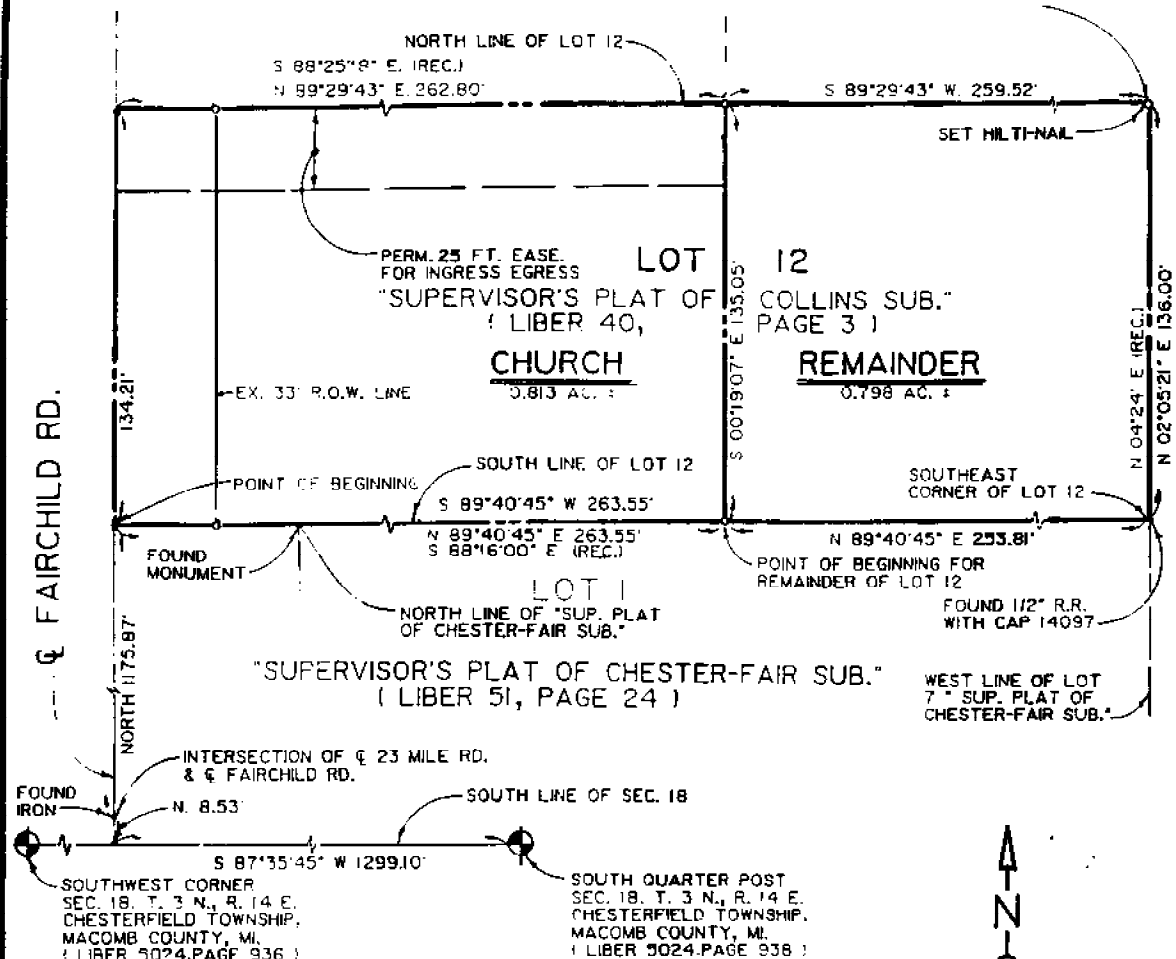 NORTH LINE OF LOT 12
S 88°25'8" E. (REC.)
N 89°29'43" E. 262.80'
S 89°29'43" W. 259.52'
SET HILTI-NAIL
PERM. 25 FT. EASE.
FOR INGRESS EGRESS
LOT 12
"SUPERVISOR'S PLAT OF COLLINS SUB."
( LIBER 40, PAGE 3 )
CHURCH
0.813 AC. ±
REMAINDER
0.798 AC. ±
S 00°19'07" E 135.05'
N 04°24' E (REC.)
N 02°05'21" E 136.00'
134.21'
EX. 33' R.O.W. LINE
℄ FAIRCHILD RD.
SOUTH LINE OF LOT 12
POINT OF BEGINNING
S 89°40'45" W 263.55'
SOUTHEAST
CORNER OF LOT 12
N 89°40'45" E 263.55'
S 88°16'00" E (REC.)
N 89°40'45" E 253.81'
FOUND
MONUMENT
POINT OF BEGINNING FOR
REMAINDER OF LOT 12
LOT 1
NORTH LINE OF "SUP. PLAT
OF CHESTER-FAIR SUB."
FOUND 1/2" R.R.
WITH CAP 14097
"SUPERVISOR'S PLAT OF CHESTER-FAIR SUB."
( LIBER 51, PAGE 24 )
WEST LINE OF LOT
7 " SUP. PLAT OF
CHESTER-FAIR SUB."
NORTH 1175.87'
INTERSECTION OF ℄ 23 MILE RD.
& ℄ FAIRCHILD RD.
FOUND
IRON
N. 8.53'
SOUTH LINE OF SEC. 18
S 87°35'45" W 1299.10'
SOUTHWEST CORNER
SEC. 18, T. 3 N., R. 14 E.
CHESTERFIELD TOWNSHIP,
MACOMB COUNTY, MI.
( LIBER 5024,PAGE 936 )
SOUTH QUARTER POST
SEC. 18, T. 3 N., R. 14 E.
CHESTERFIELD TOWNSHIP,
MACOMB COUNTY, MI.
( LIBER 5024,PAGE 938 )
N